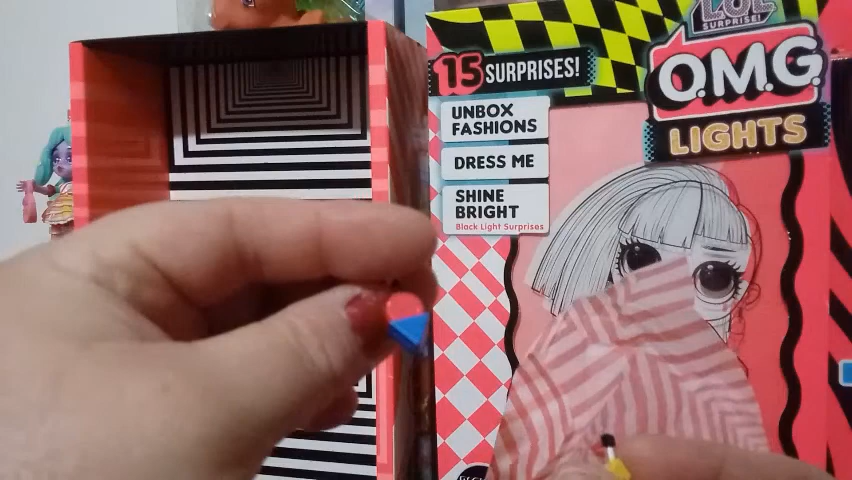 L.O.L.
SURPRISE!
O.M.G.
LIGHTS
15 SURPRISES!
UNBOX
FASHIONS
DRESS ME
SHINE
BRIGHT
Black Light Surprises